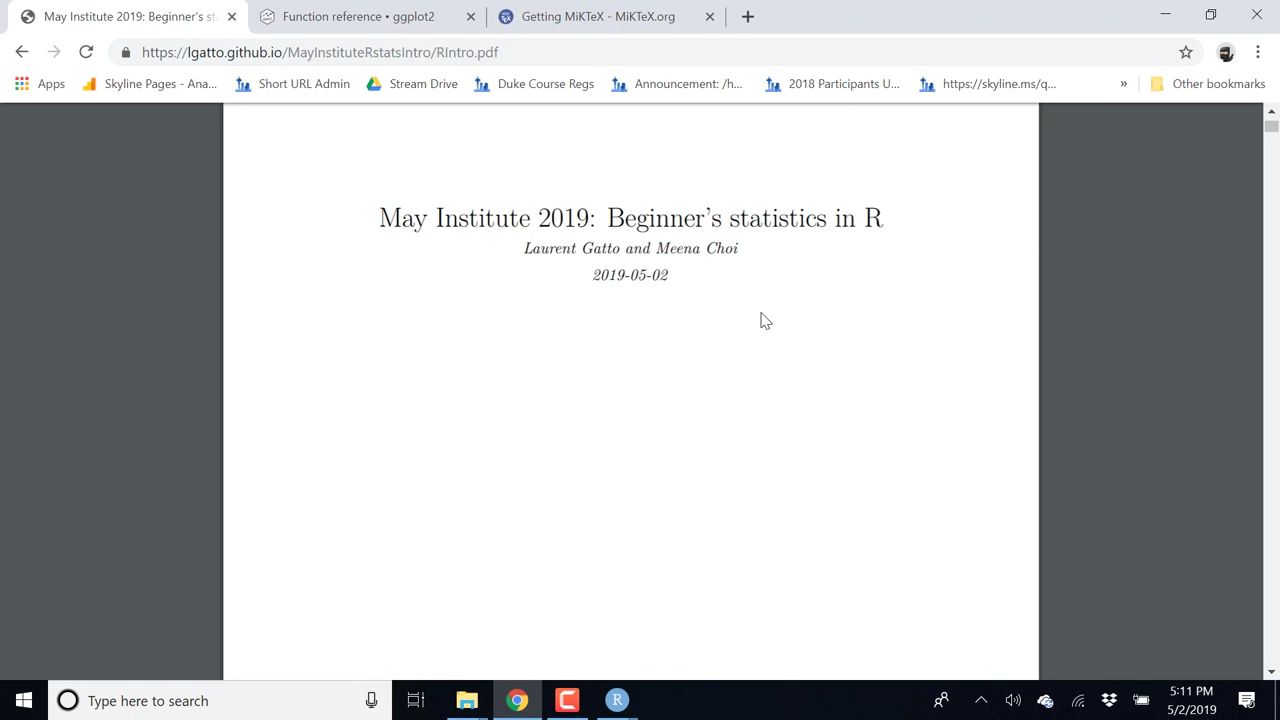 May Institute 2019: Beginner's st
Function reference • ggplot2
Getting MiKTeX - MiKTeX.org
https://lgatto.github.io/MayInstituteRstatsIntro/RIntro.pdf
Apps
Skyline Pages - Ana...
Short URL Admin
Stream Drive
Duke Course Regs
Announcement: /h...
2018 Participants U...
https://skyline.ms/q...
»
Other bookmarks
May Institute 2019: Beginner's statistics in R
Laurent Gatto and Meena Choi
2019-05-02
Type here to search
R
5:11 PM
5/2/2019